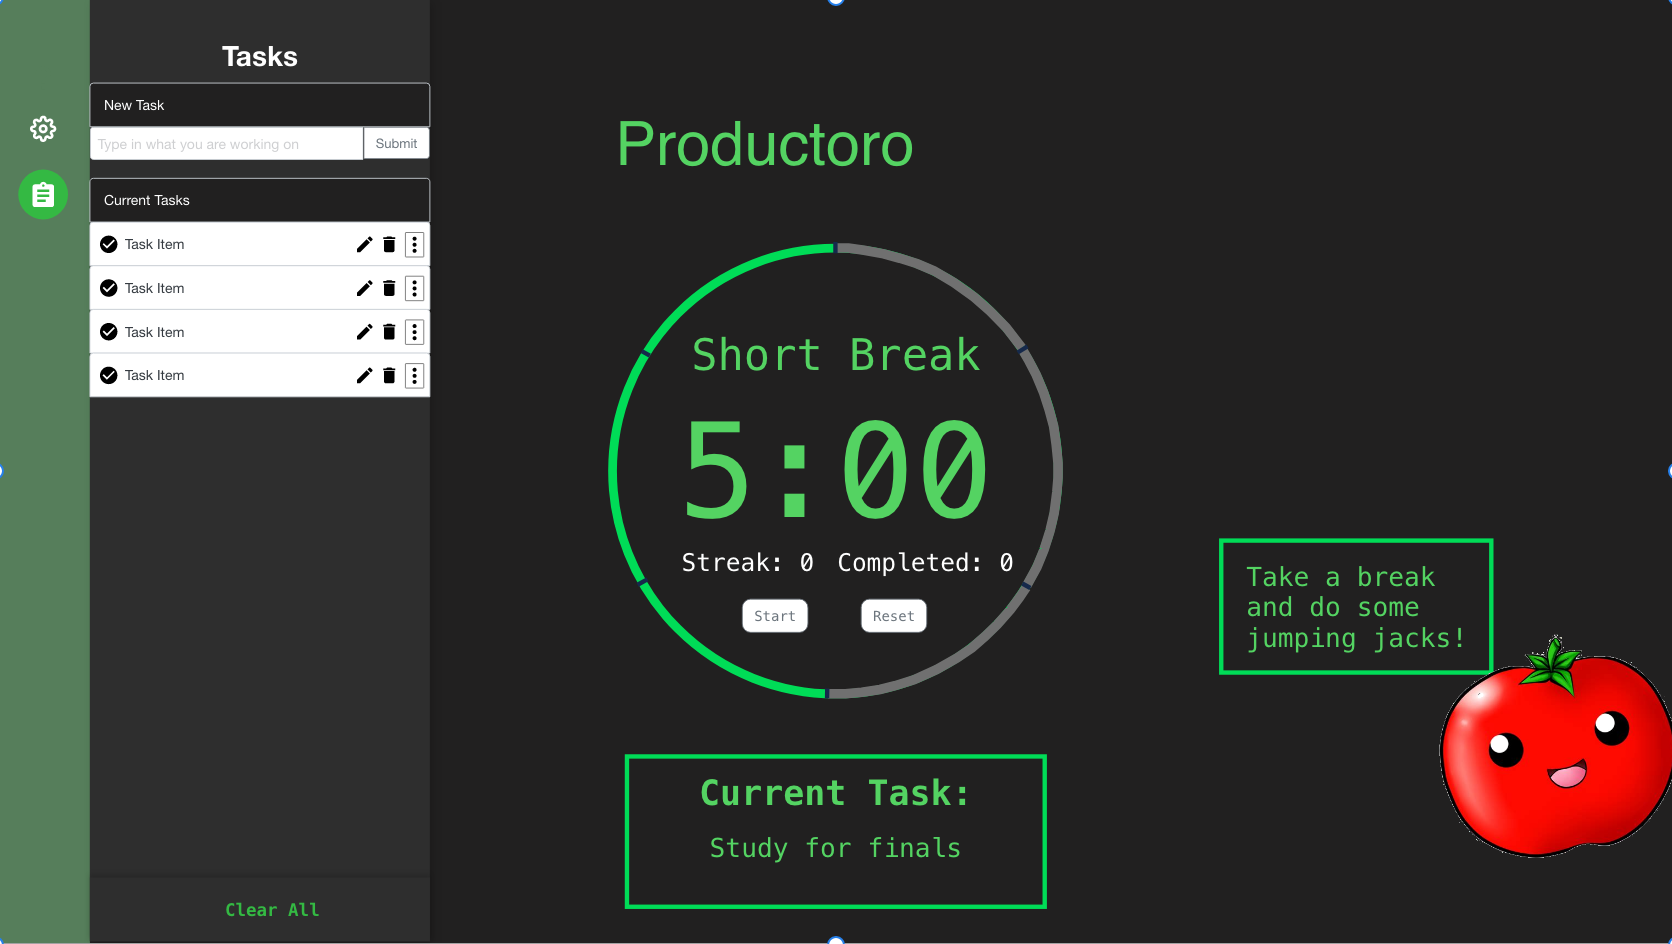 Tasks
New Task
Type in what you are working on
Submit
Current Tasks
Task Item
Task Item
Task Item
Task Item
Clear All
Productoro
Short Break
5:00
Streak: 0 Completed: 0
Start
Reset
Current Task:
Study for finals
Take a break
and do some
jumping jacks!